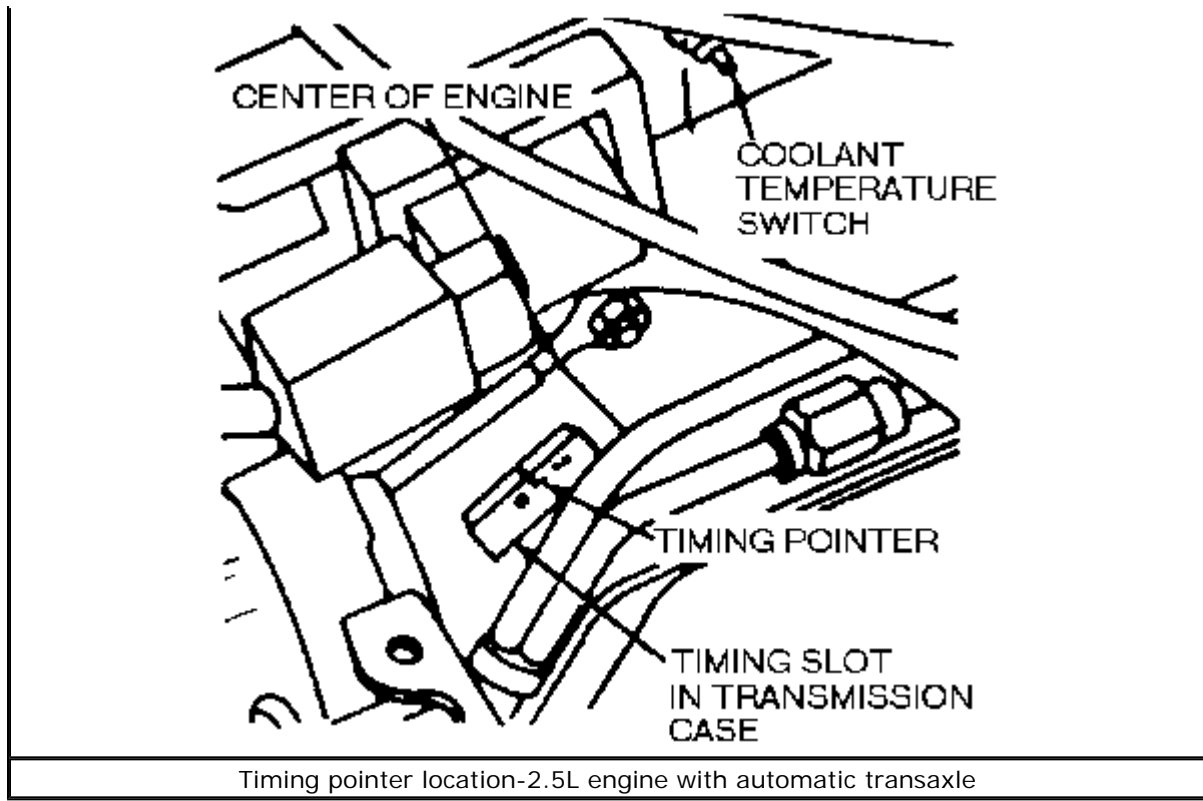 CENTER OF ENGINE
COOLANT
TEMPERATURE
SWITCH
TIMING POINTER
TIMING SLOT
IN TRANSMISSION
CASE
Timing pointer location-2.5L engine with automatic transaxle